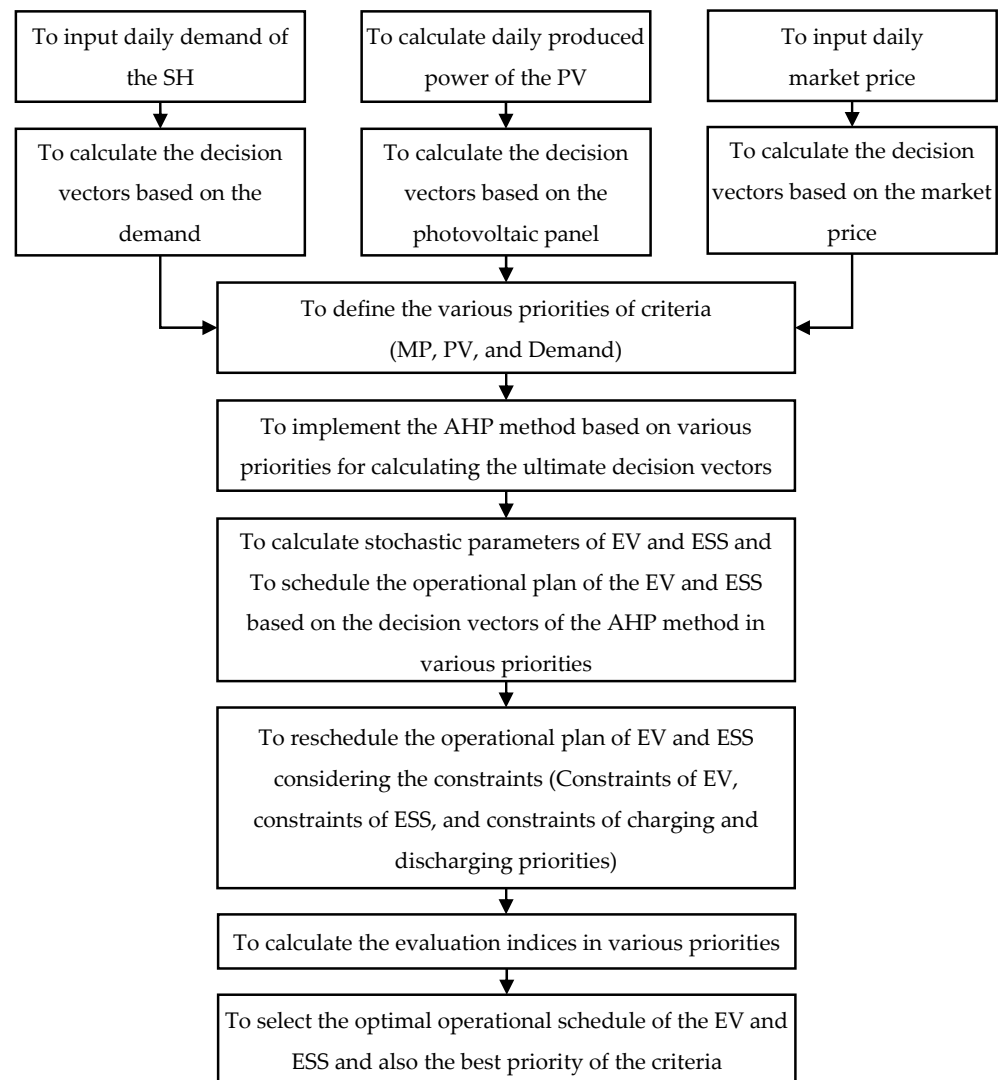 To input daily demand of
the SH
To calculate daily produced
power of the PV
To input daily
market price
To calculate the decision
vectors based on the
demand
To calculate the decision
vectors based on the
photovoltaic panel
To calculate the decision
vectors based on the market
price
To define the various priorities of criteria
(MP, PV, and Demand)
To implement the AHP method based on various
priorities for calculating the ultimate decision vectors
To calculate stochastic parameters of EV and ESS and
To schedule the operational plan of the EV and ESS
based on the decision vectors of the AHP method in
various priorities
To reschedule the operational plan of EV and ESS
considering the constraints (Constraints of EV,
constraints of ESS, and constraints of charging and
discharging priorities)
To calculate the evaluation indices in various priorities
To select the optimal operational schedule of the EV and
ESS and also the best priority of the criteria